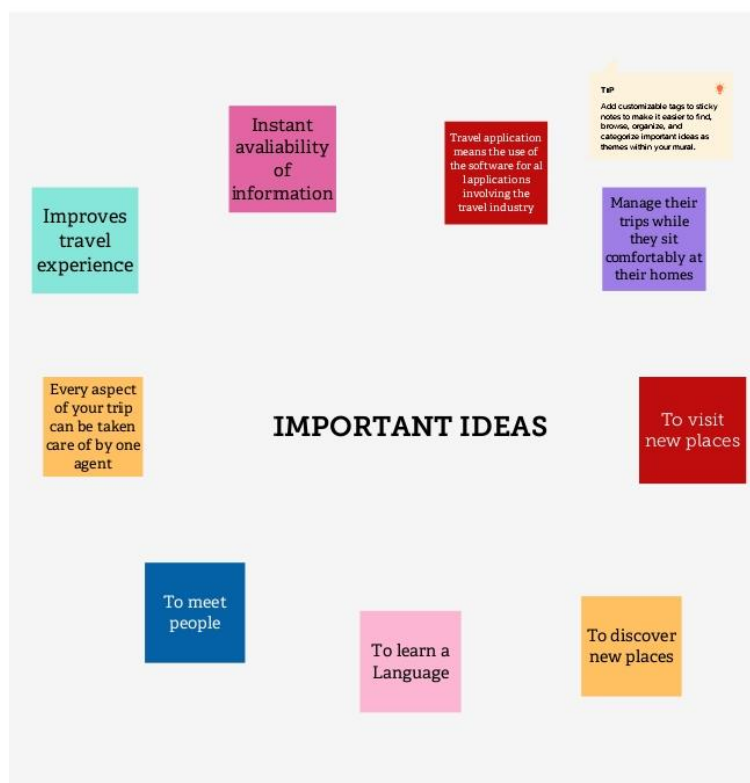 TIP
Add customizable tags to sticky
notes to make it easier to find,
browse, organize, and
categorize important ideas as
themes within your mural.
Instant
avaliability
of
information
Travel application
means the use of
the software for al
lapplications
involving the
travel industry
Improves
travel
experience
Manage their
trips while
they sit
comfortably at
their homes
Every aspect
of your trip
can be taken
care of by one
agent
IMPORTANT IDEAS
To visit
new places
To meet
people
To learn a
Language
To discover
new places